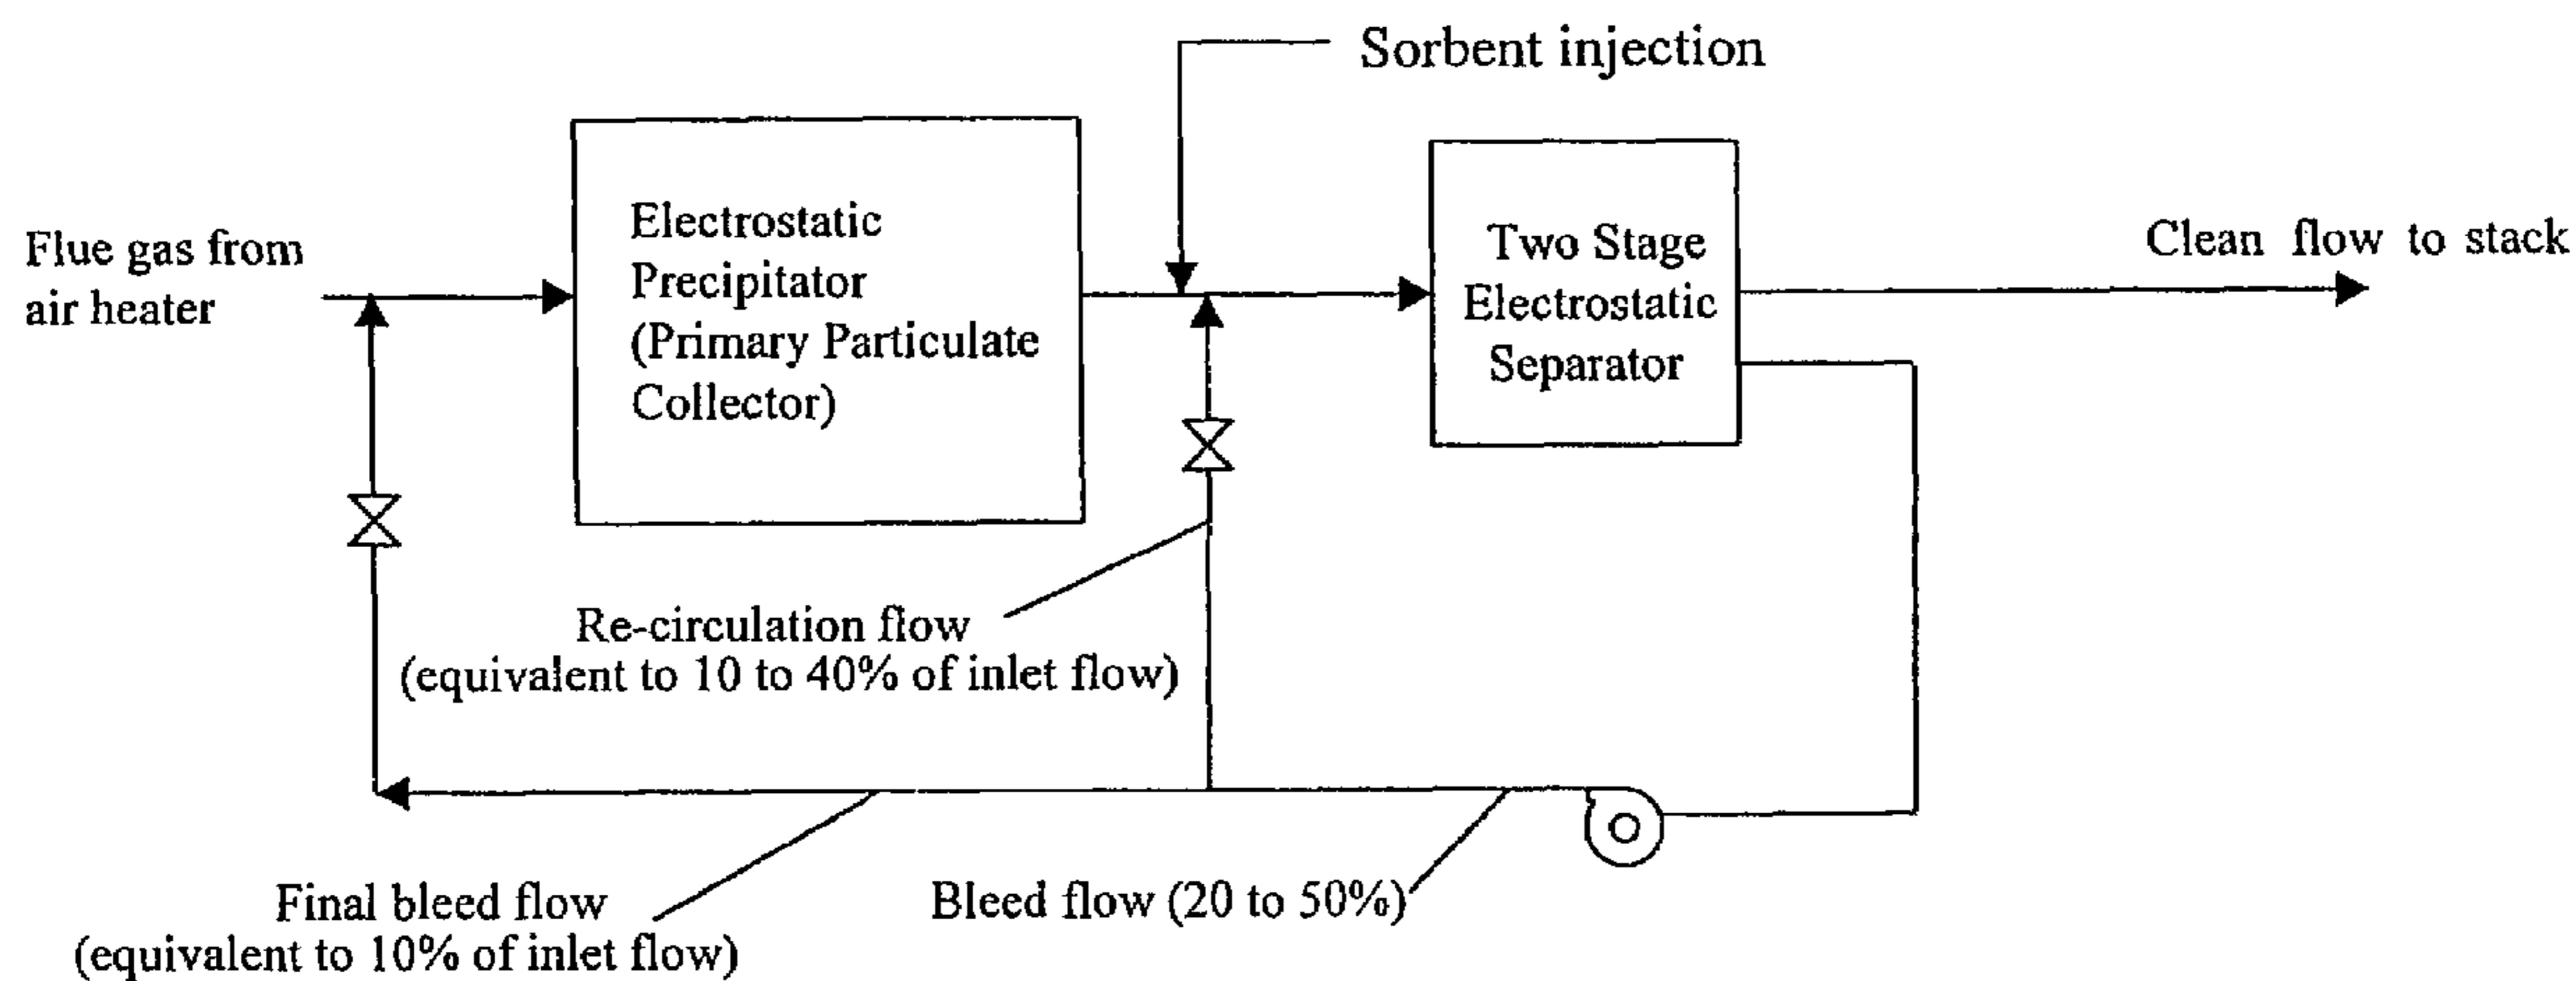 Sorbent injection
Flue gas from
air heater
Electrostatic
Precipitator
(Primary Particulate
Collector)
Two Stage
Electrostatic
Separator
Clean flow to stack
Re-circulation flow
(equivalent to 10 to 40% of inlet flow)
Final bleed flow
(equivalent to 10% of inlet flow)
Bleed flow (20 to 50%)